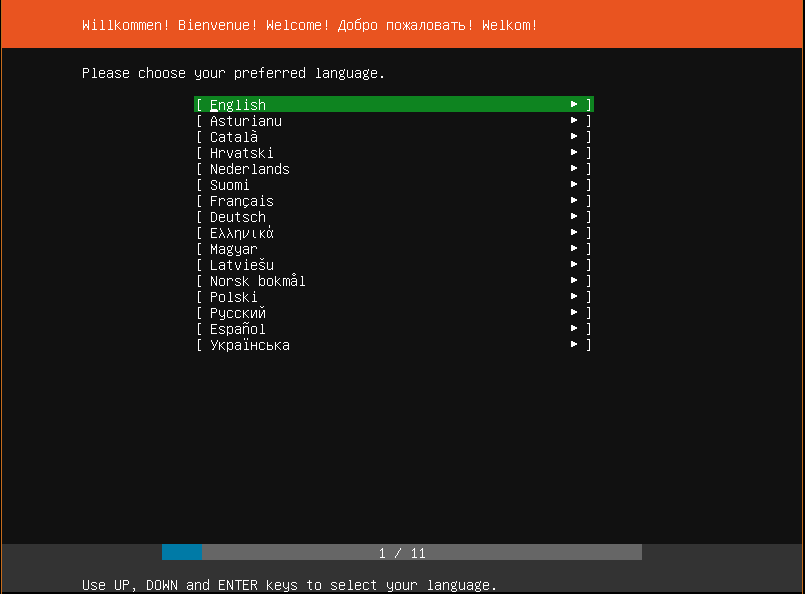 Willkommen! Bienvenue! Welcome! Добро пожаловать! Welkom!
Please choose your preferred language.
[ English ▸ ]
[ Asturianu ▸ ]
[ Català ▸ ]
[ Hrvatski ▸ ]
[ Nederlands ▸ ]
[ Suomi ▸ ]
[ Français ▸ ]
[ Deutsch ▸ ]
[ Ελληνικά ▸ ]
[ Magyar ▸ ]
[ Latviešu ▸ ]
[ Norsk bokmål ▸ ]
[ Polski ▸ ]
[ Русский ▸ ]
[ Español ▸ ]
[ Українська ▸ ]
1 / 11
Use UP, DOWN and ENTER keys to select your language.